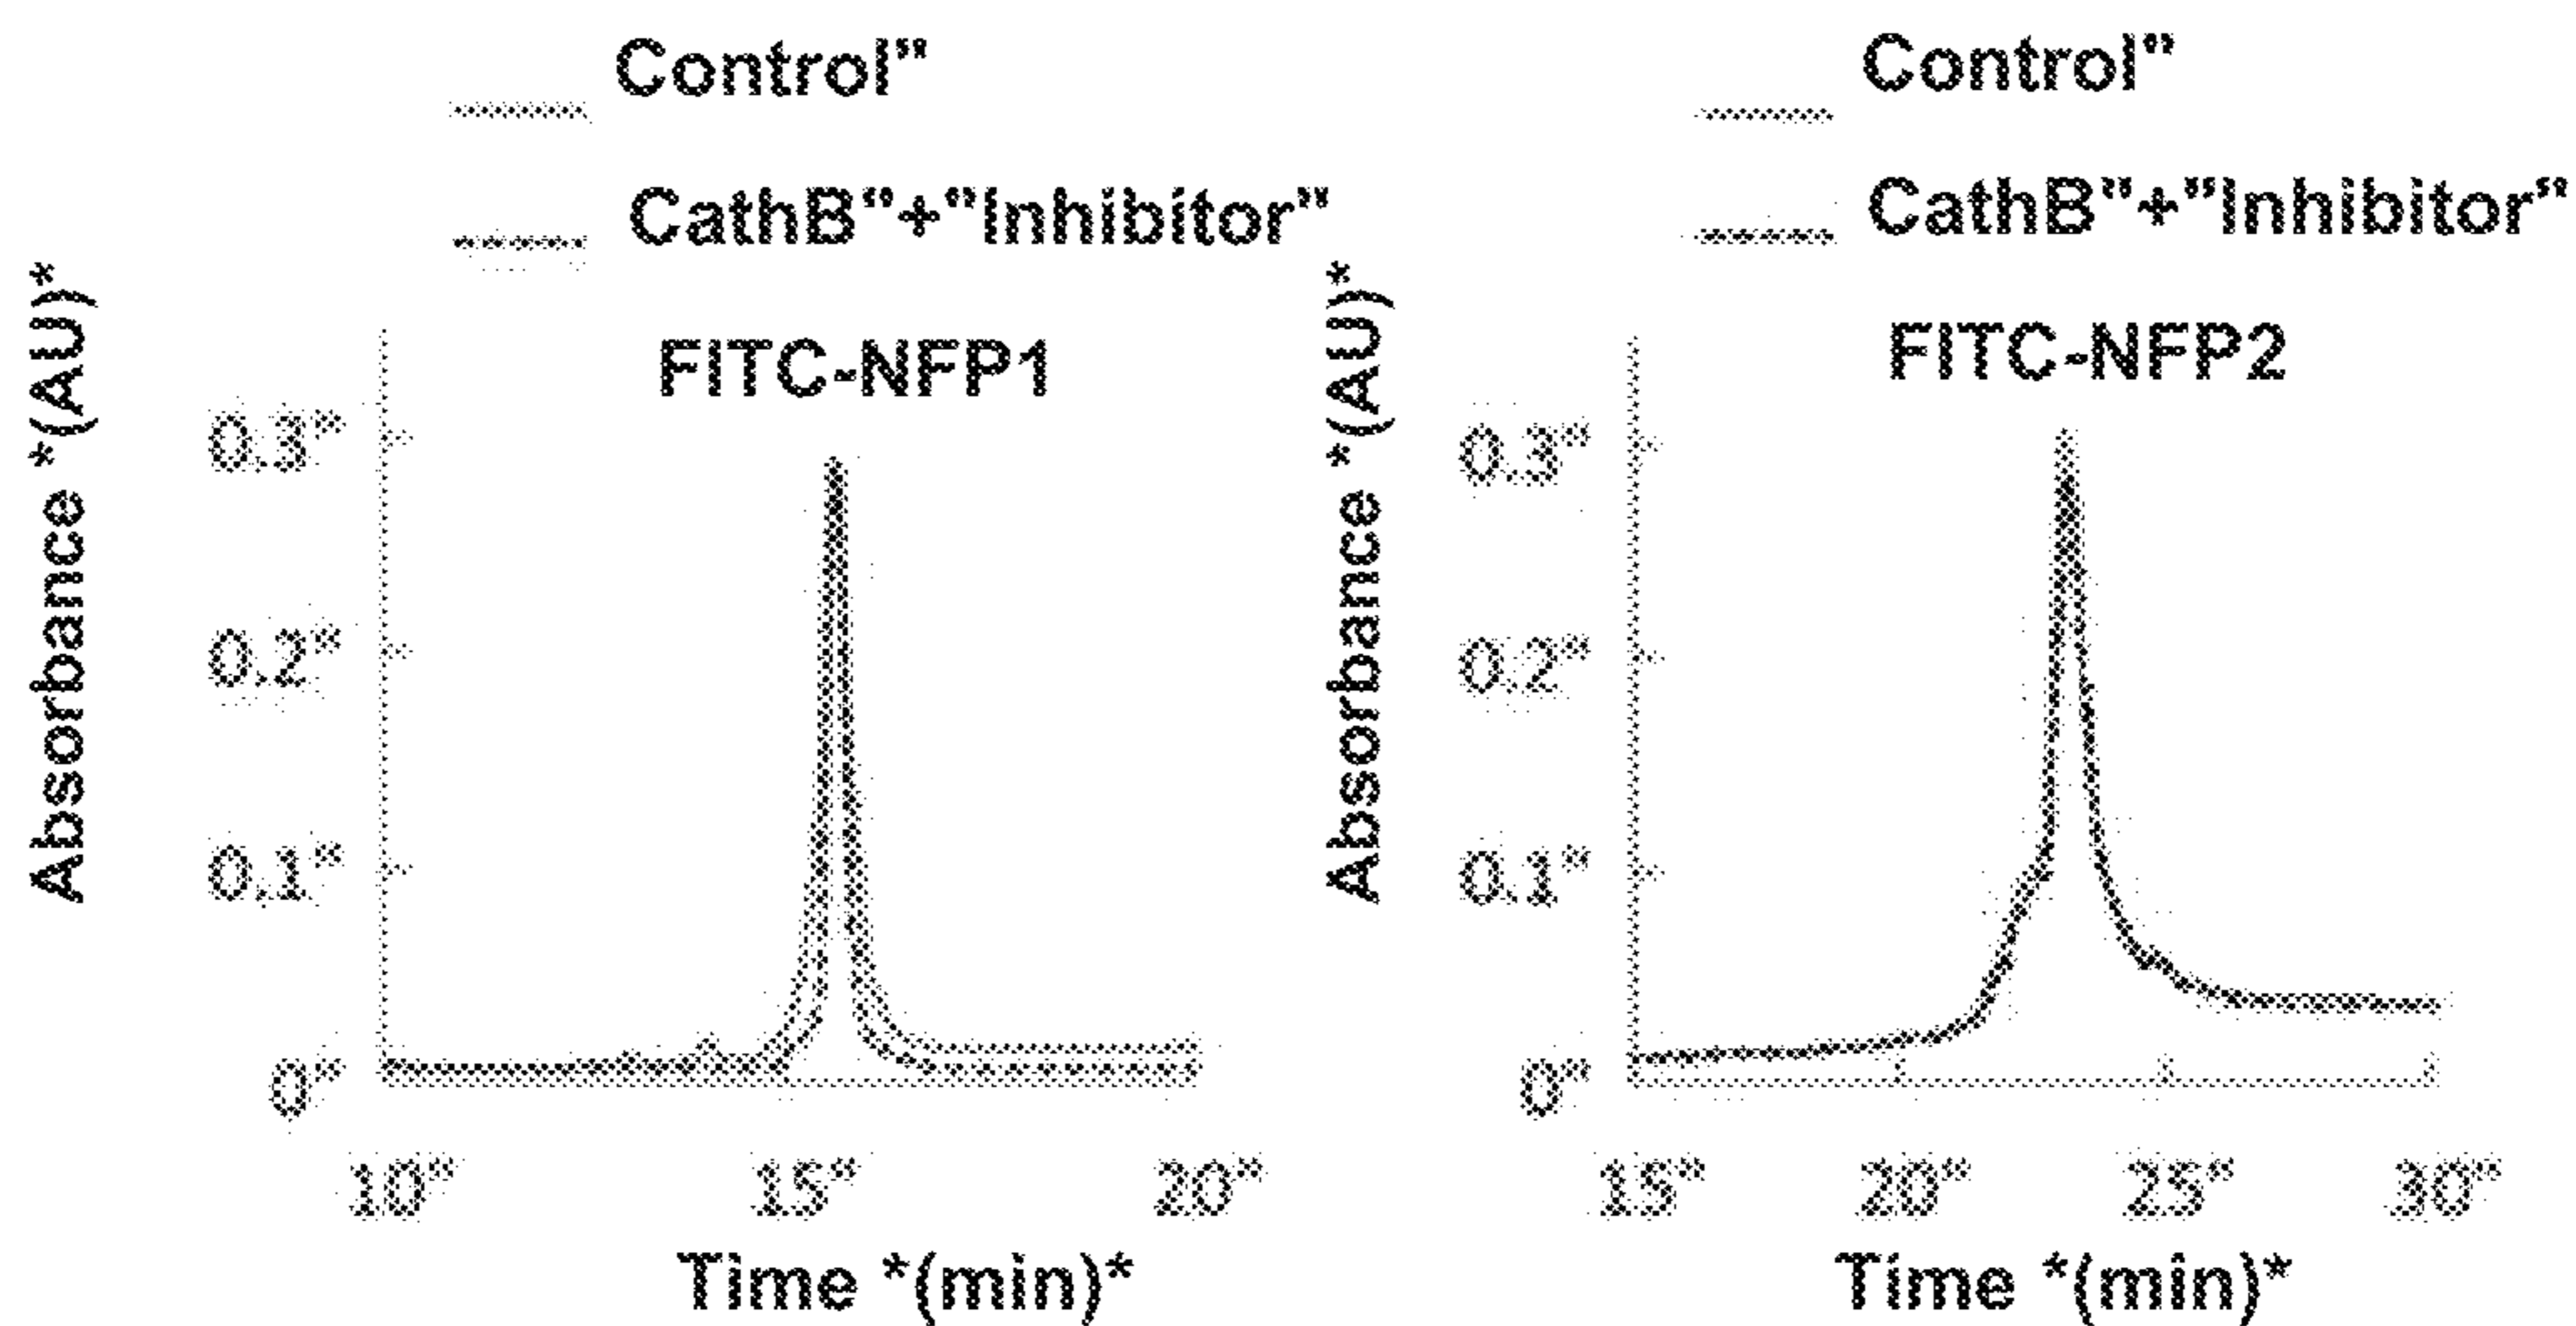 Control"
CathB"+"Inhibitor"
FITC-NFP1
Absorbance *(AU)*
0.3"
0.2"
0.1"
0"
10" 15" 20"
Time *(min)*
Control"
CathB"+"Inhibitor"
FITC-NFP2
Absorbance *(AU)*
0.3"
0.2"
0.1"
0"
15" 20" 25" 30"
Time *(min)*